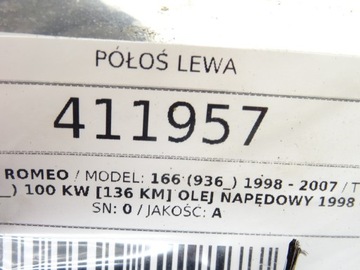 PÓŁOŚ LEWA
411957
ROMEO / MODEL: 166 (936_) 1998 - 2007 / T
_) 100 KW [136 KM] OLEJ NAPĘDOWY 1998
SN: 0 / JAKOŚĆ: A